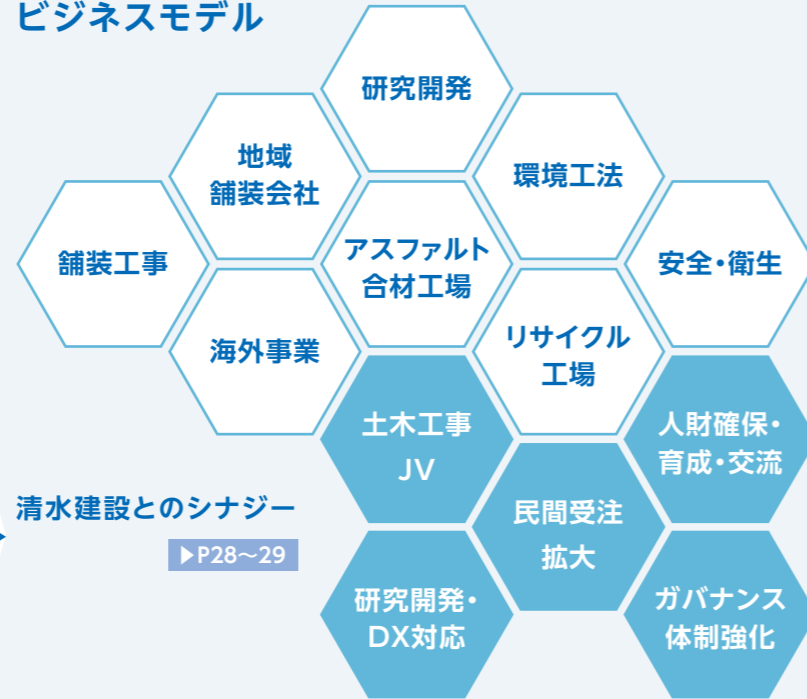 ビジネスモデル
研究開発
地域
舗装会社
環境工法
舗装工事
アスファルト
合材工場
安全・衛生
海外事業
リサイクル
工場
土木工事
JV
人財確保・
育成・交流
清水建設とのシナジー
▶P28～29
民間受注
拡大
研究開発・
DX対応
ガバナンス
体制強化